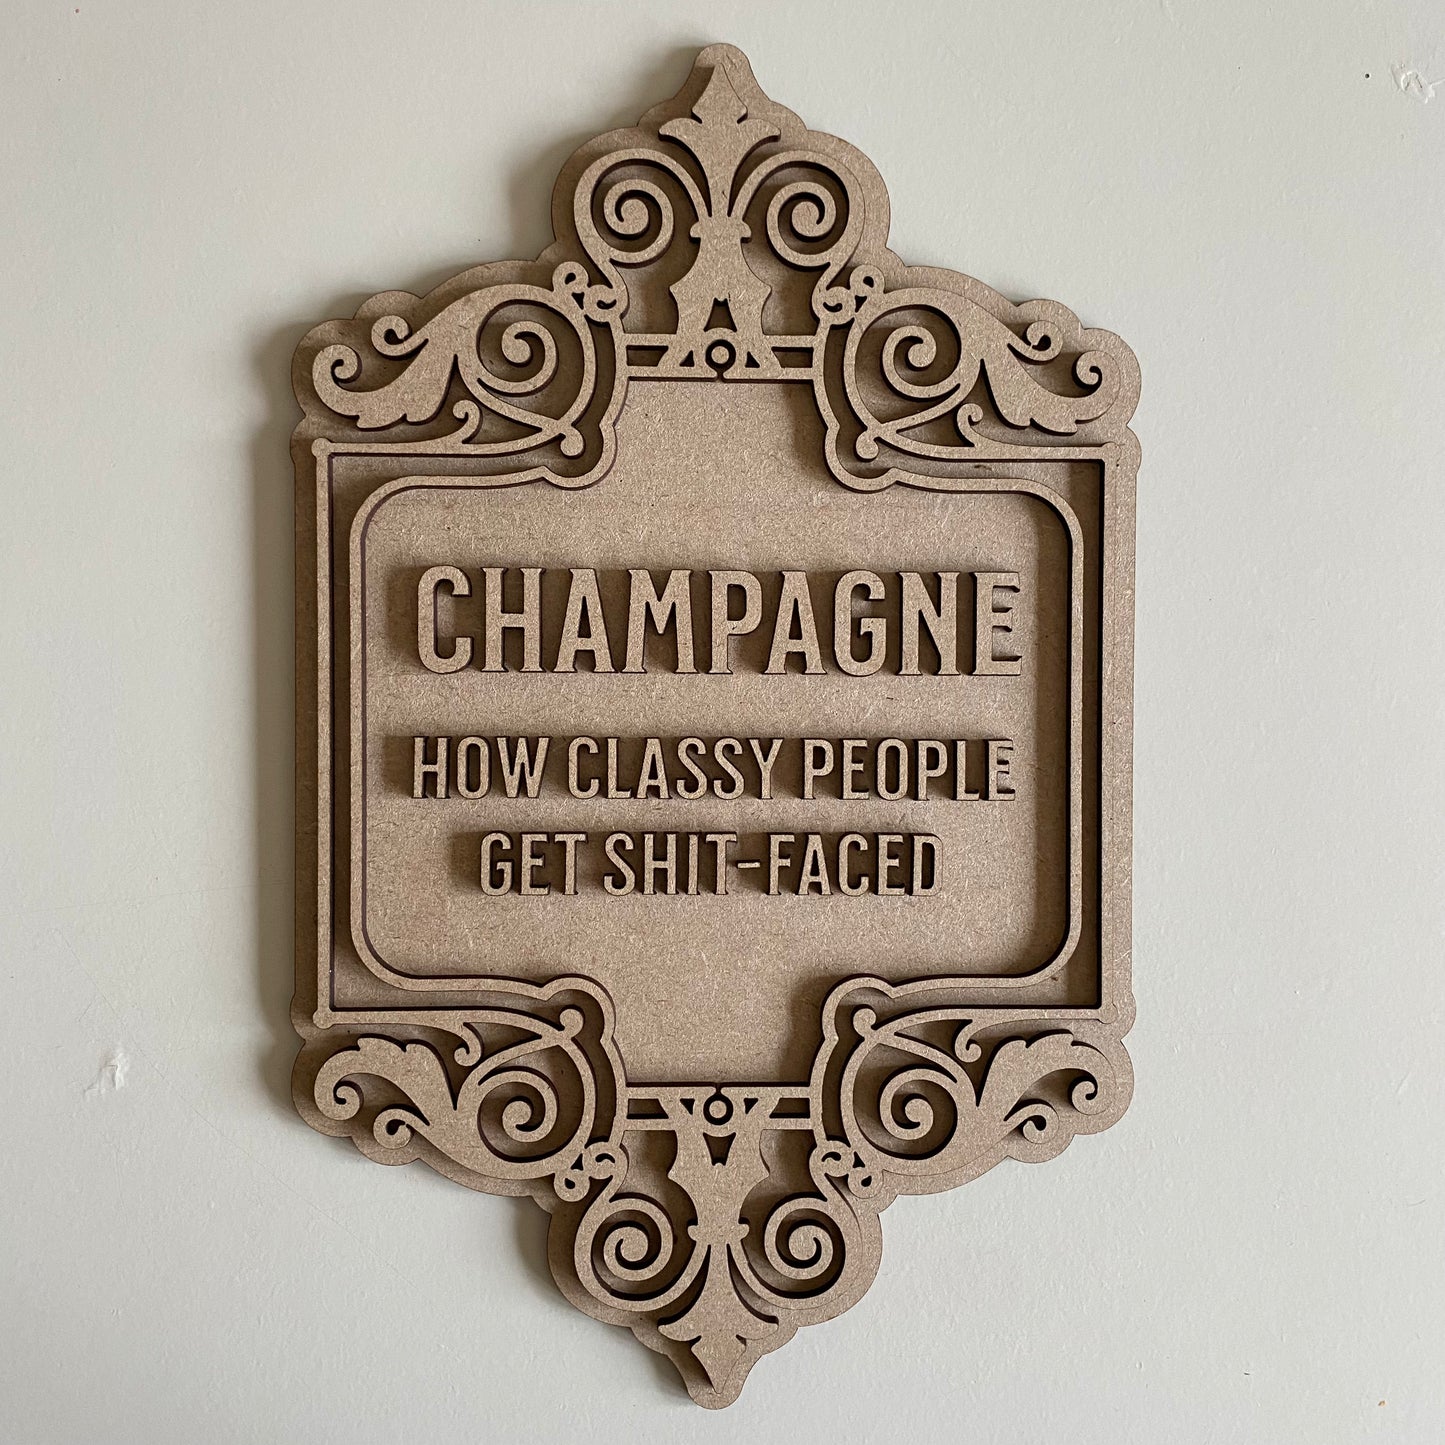 CHAMPAGNE
HOW CLASSY PEOPLE
GET SHIT-FACED